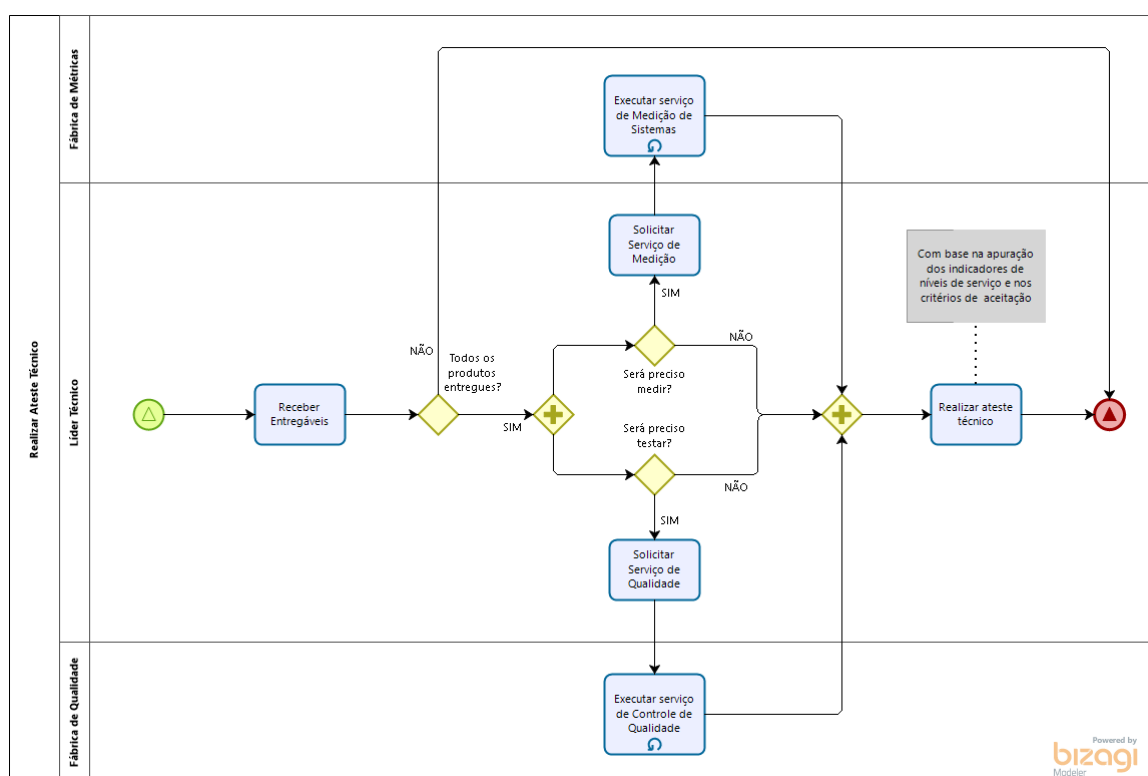 Realizar Ateste Técnico
Fábrica de Métricas
Executar serviço
de Medição de
Sistemas
Líder Técnico
Solicitar
Serviço de
Medição
Com base na apuração
dos indicadores de
níveis de serviço e nos
critérios de aceitação
SIM
NÃO
NÃO
Todos os
produtos
entregues?
Será preciso
medir?
Receber
Entregáveis
SIM
Realizar ateste
técnico
Será preciso
testar?
NÃO
SIM
Solicitar
Serviço de
Qualidade
Fábrica de Qualidade
Executar serviço
de Controle de
Qualidade
Powered by
bizagi
Modeler